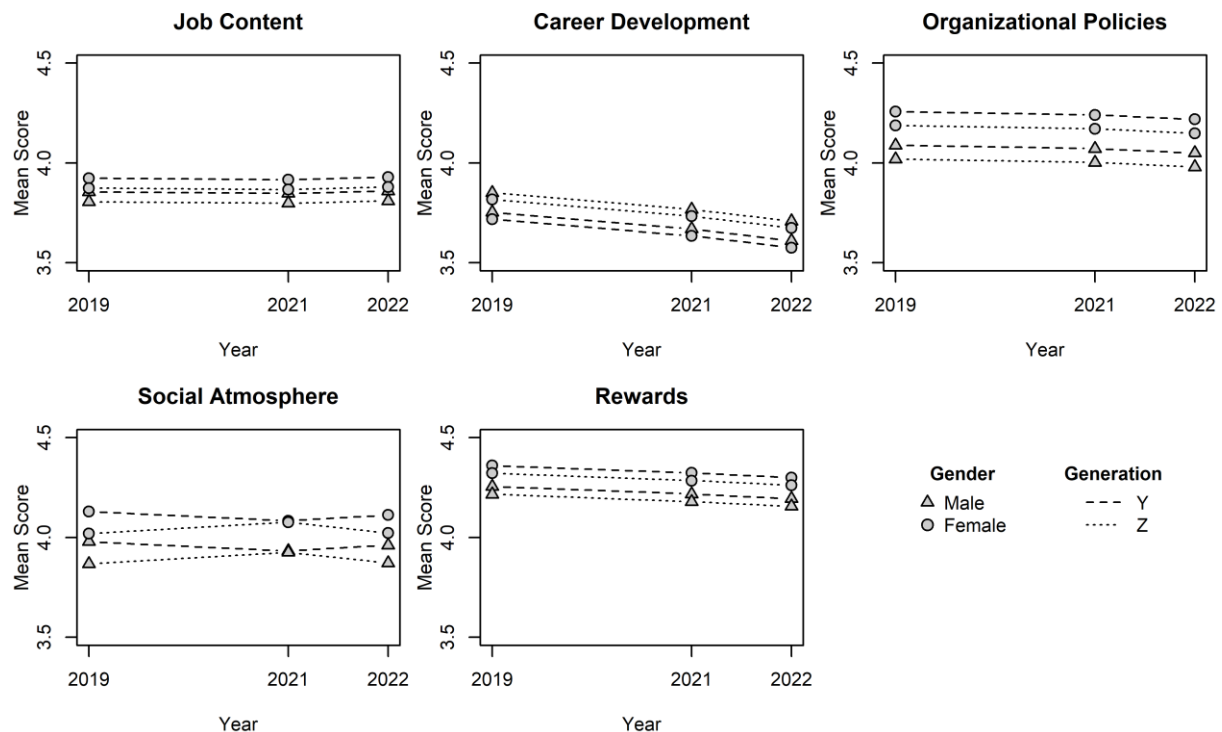 Job Content
Mean Score
4.5
4.0
3.5
2019 2021 2022
Year
Career Development
Mean Score
4.5
4.0
3.5
2019 2021 2022
Year
Organizational Policies
Mean Score
4.5
4.0
3.5
2019 2021 2022
Year
Social Atmosphere
Mean Score
4.5
4.0
3.5
2019 2021 2022
Year
Rewards
Mean Score
4.5
4.0
3.5
2019 2021 2022
Year
Gender
Male
Female
Generation
Y
Z